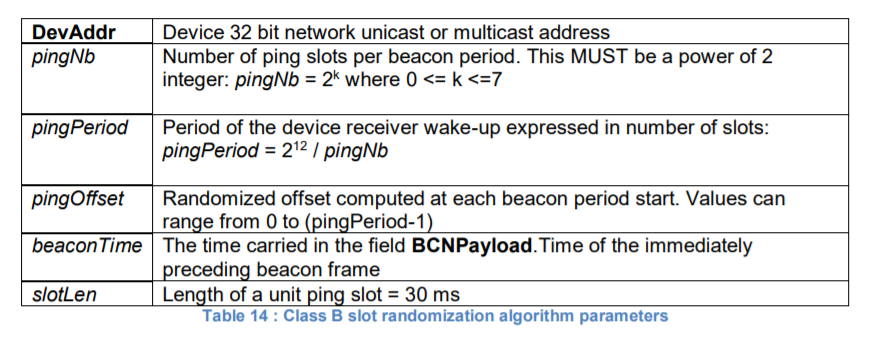 DevAddr Device 32 bit network unicast or multicast address
pingNb Number of ping slots per beacon period. This MUST be a power of 2
integer: pingNb = 2ᵏ where 0 <= k <=7
pingPeriod Period of the device receiver wake-up expressed in number of slots:
pingPeriod = 2¹² / pingNb
pingOffset Randomized offset computed at each beacon period start. Values can
range from 0 to (pingPeriod-1)
beaconTime The time carried in the field BCNPayload.Time of the immediately
preceding beacon frame
slotLen Length of a unit ping slot = 30 ms
Table 14 : Class B slot randomization algorithm parameters